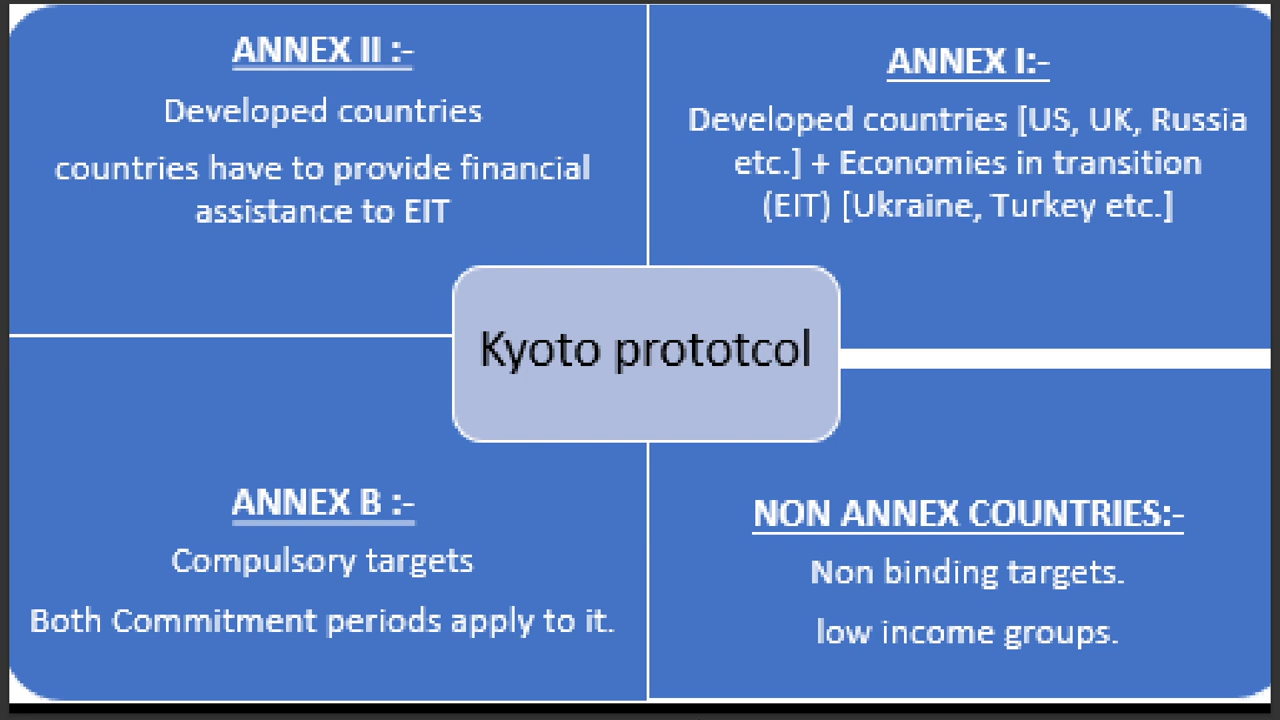 ANNEX II :-
Developed countries
countries have to provide financial
assistance to EIT
ANNEX I:-
Developed countries [US, UK, Russia
etc.] + Economies in transition
(EIT) [Ukraine, Turkey etc.]
Kyoto prototcol
ANNEX B :-
Compulsory targets
Both Commitment periods apply to it.
NON ANNEX COUNTRIES:-
Non binding targets.
low income groups.